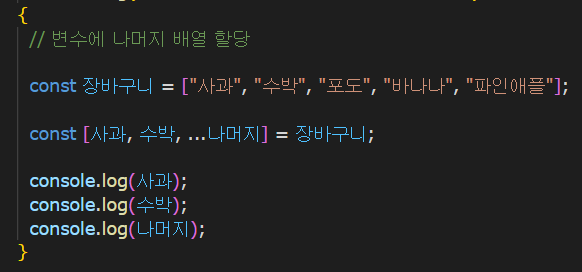 {
// 변수에 나머지 배열 할당
const 장바구니 = ["사과", "수박", "포도", "바나나", "파인애플"];
const [사과, 수박, ...나머지] = 장바구니;
console.log(사과);
console.log(수박);
console.log(나머지);
}